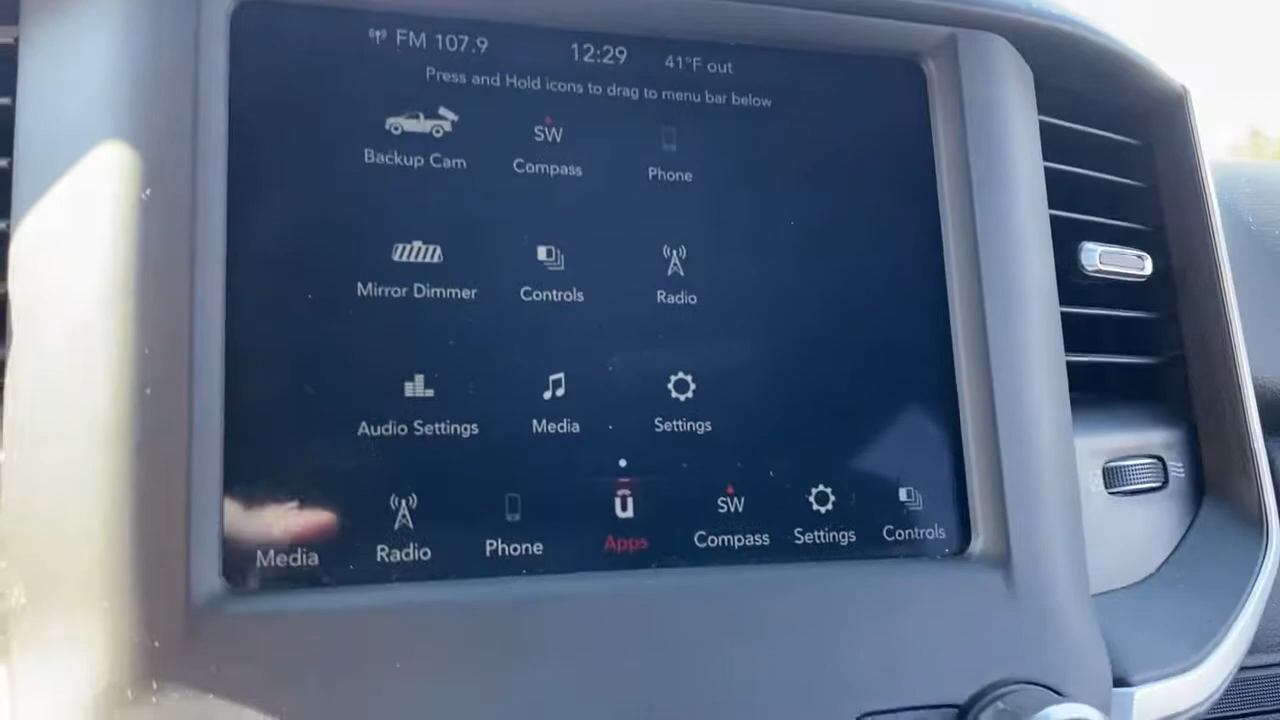 FM 107.9 12:29 41°F out
Press and Hold icons to drag to menu bar below
SW
Backup Cam Compass Phone
Mirror Dimmer Controls Radio
Audio Settings Media Settings
ū SW
Media Radio Phone Apps Compass Settings Controls